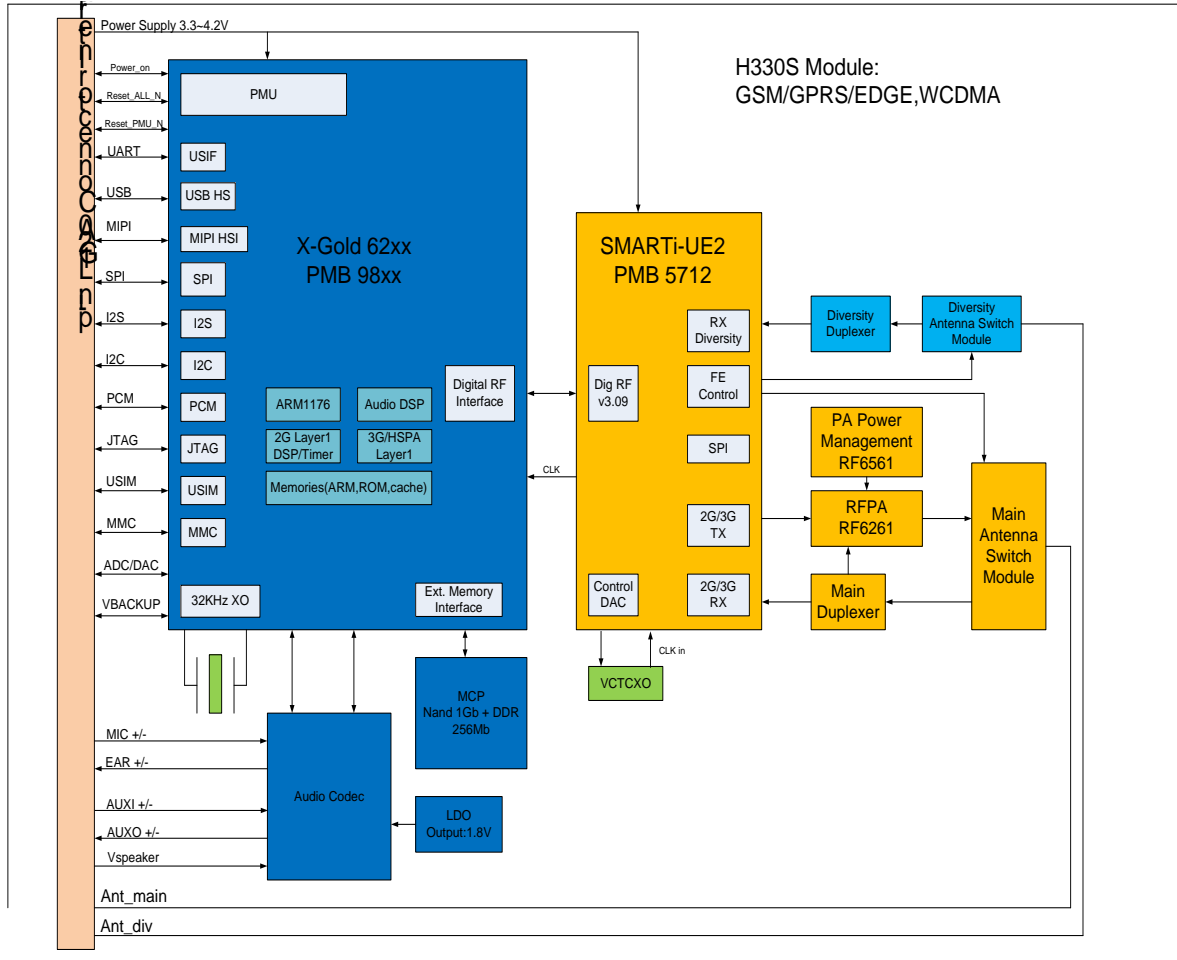 Power Supply 3.3~4.2V
H330S Module:
GSM/GPRS/EDGE,WCDMA
Power_on
Reset_ALL_N
Reset_PMU_N
UART
USB
MIPI
SPI
I2S
I2C
PCM
JTAG
USIM
MMC
ADC/DAC
VBACKUP
MIC +/-
EAR +/-
AUXI +/-
AUXO +/-
Vspeaker
Ant_main
Ant_div
PMU
USIF
USB HS
MIPI HSI
SPI
I2S
I2C
PCM
JTAG
USIM
MMC
32KHz XO
X-Gold 62xx
PMB 98xx
ARM1176
Audio DSP
2G Layer1
DSP/Timer
3G/HSPA
Layer1
Memories(ARM,ROM,cache)
Digital RF
Interface
Ext. Memory
Interface
MCP
Nand 1Gb + DDR
256Mb
Audio Codec
LDO
Output:1.8V
CLK
SMARTi-UE2
PMB 5712
RX
Diversity
Dig RF
v3.09
FE
Control
SPI
2G/3G
TX
Control
DAC
2G/3G
RX
CLK in
VCTCXO
Diversity
Duplexer
Diversity
Antenna Switch
Module
PA Power
Management
RF6561
RFPA
RF6261
Main
Duplexer
Main
Antenna
Switch
Module